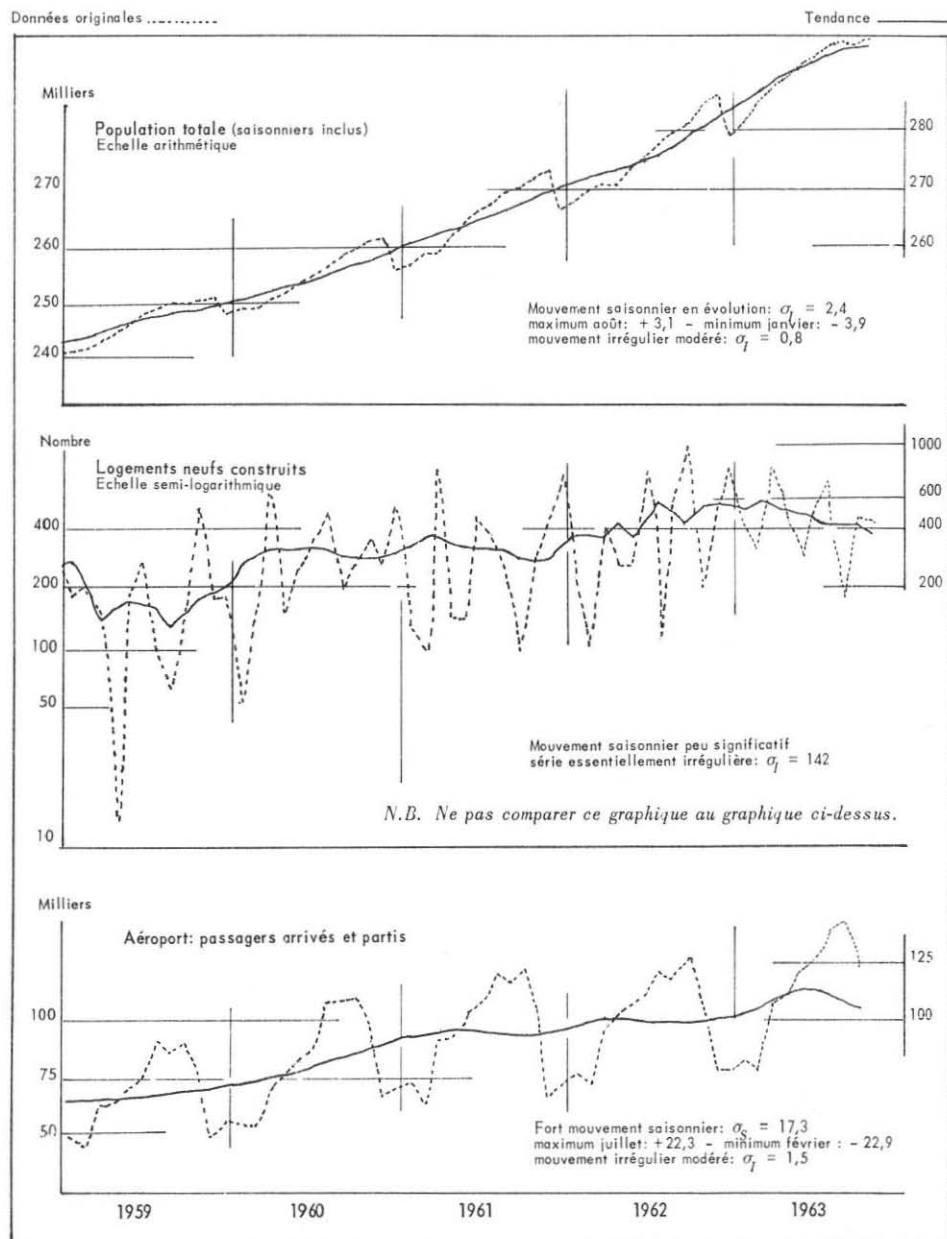 Données originales ............ Tendance
Milliers
Population totale (saisonniers inclus)
Echelle arithmétique
280
270 270
260 260
250
240
Mouvement saisonnier en évolution: σI = 2,4
maximum août: + 3,1 - minimum janvier: - 3,9
mouvement irrégulier modéré: σI = 0,8
Nombre
Logements neufs construits
Echelle semi-logarithmique
1000
600
400 400
200 200
100
50
10
Mouvement saisonnier peu significatif
série essentiellement irrégulière: σI = 142
N.B. Ne pas comparer ce graphique au graphique ci-dessus.
Milliers
Aéroport: passagers arrivés et partis
125
100 100
75
50
Fort mouvement saisonnier: σS = 17,3
maximum juillet: +22,3 - minimum février : - 22,9
mouvement irrégulier modéré: σI = 1,5
1959 1960 1961 1962 1963